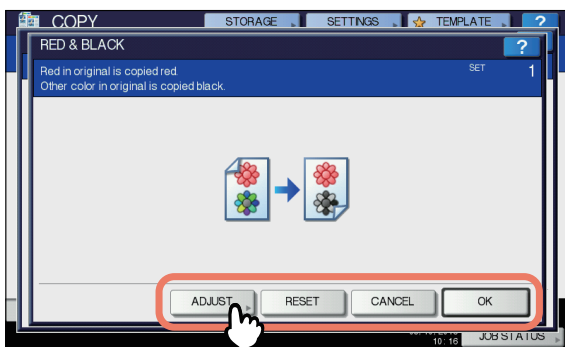 COPY
STORAGE
SETTINGS
TEMPLATE
?
RED & BLACK
?
Red in original is copied red.
Other color in original is copied black.
SET 1
ADJUST
RESET
CANCEL
OK
10:16
JOB STATUS